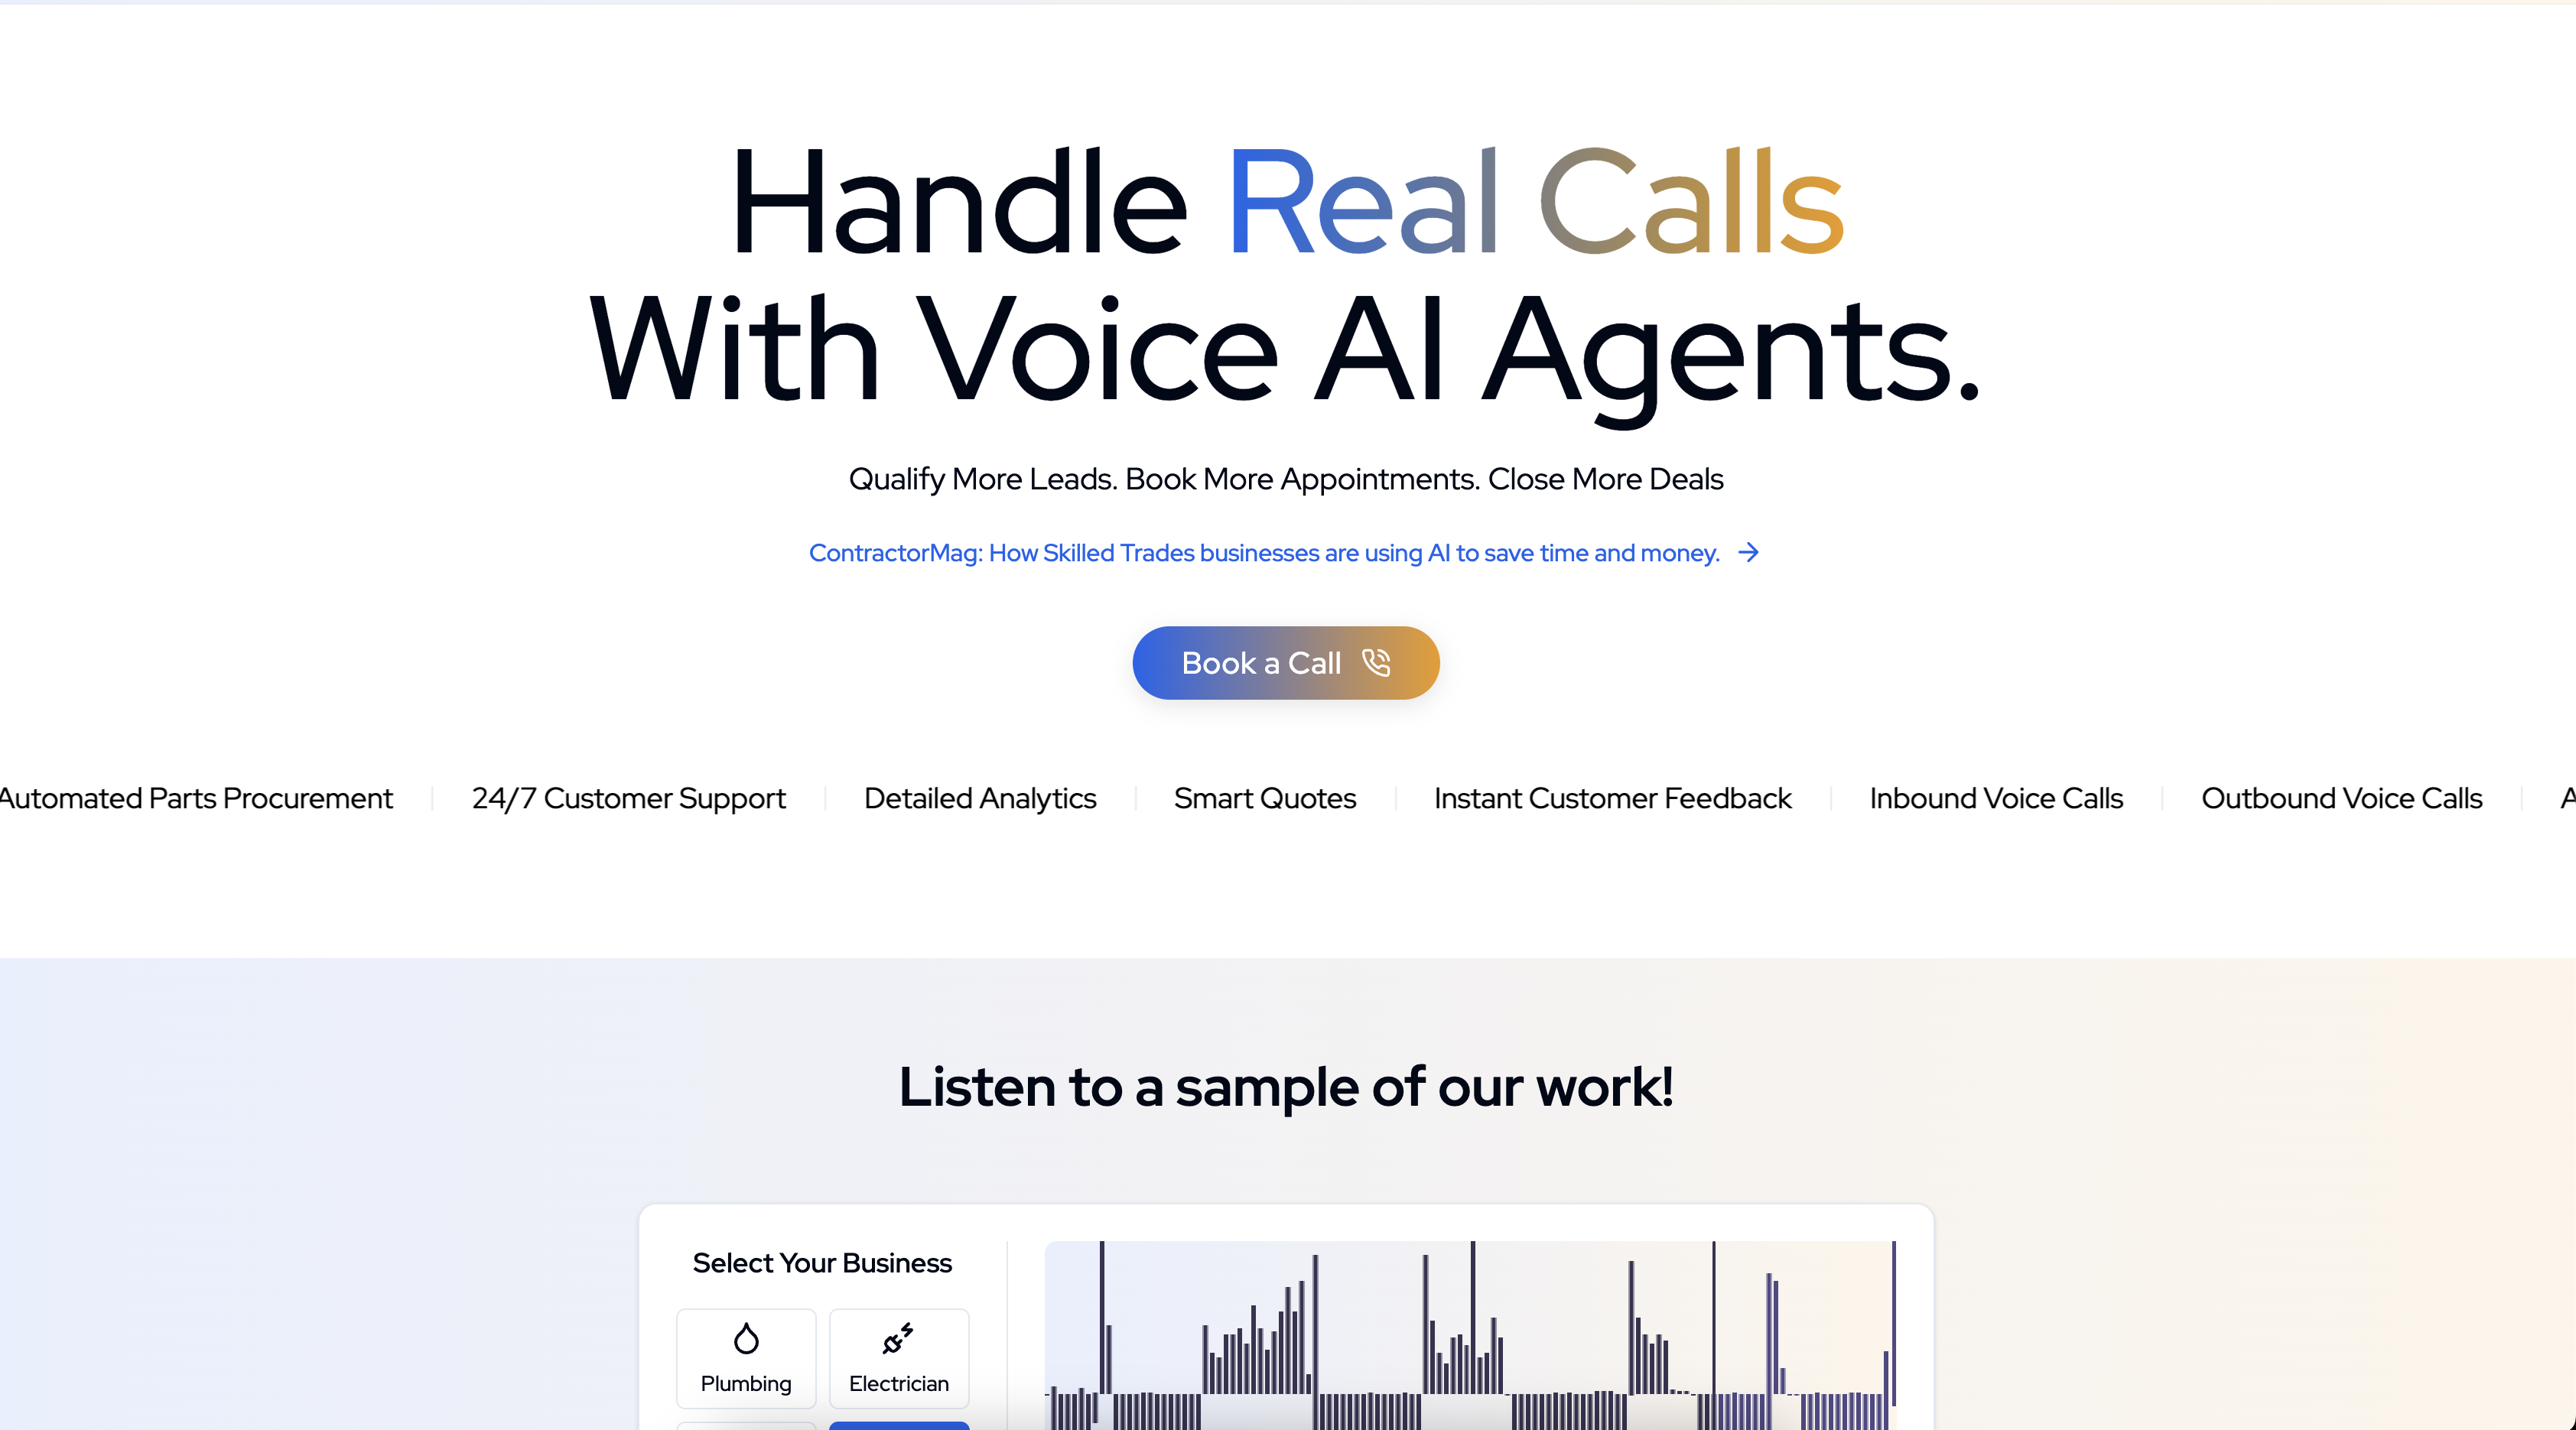 Handle Real Calls
With Voice AI Agents.
Qualify More Leads. Book More Appointments. Close More Deals
ContractorMag: How Skilled Trades businesses are using AI to save time and money.
Book a Call
Automated Parts Procurement 24/7 Customer Support Detailed Analytics Smart Quotes Instant Customer Feedback Inbound Voice Calls Outbound Voice Calls A
Listen to a sample of our work!
Select Your Business
Plumbing Electrician